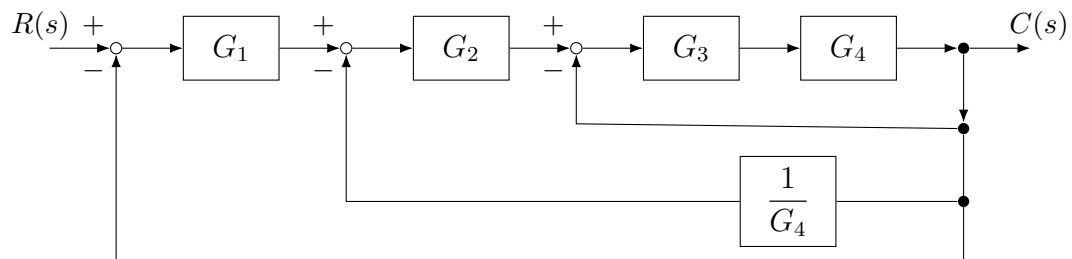 R(s) + + + C(s)
G₁ G₂ G₃ G₄
− − −
1
G₄